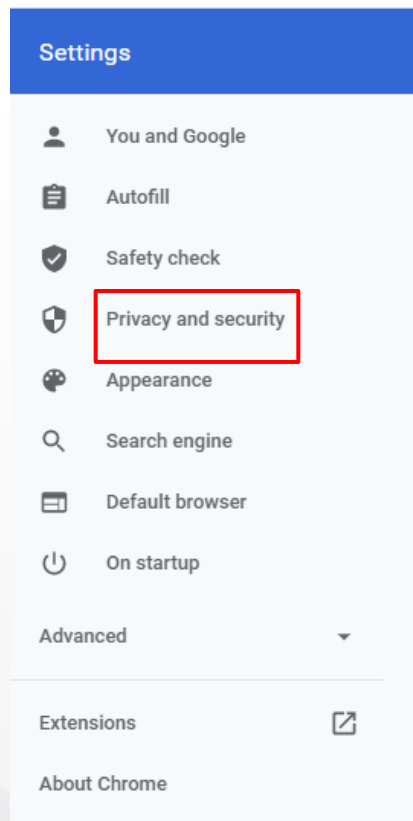 Settings
You and Google
Autofill
Safety check
Privacy and security
Appearance
Search engine
Default browser
On startup
Advanced
Extensions
About Chrome